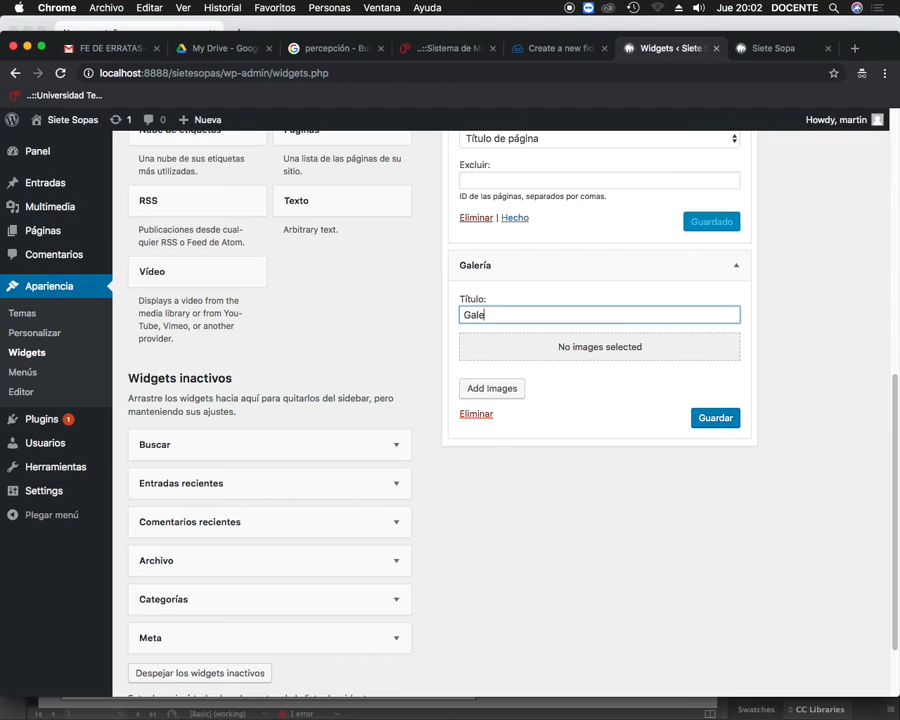 Chrome Archivo Editar Ver Historial Favoritos Personas Ventana Ayuda Jue 20:02 DOCENTE
FE DE ERRATAS - My Drive - Goog percepción - Bu ..::Sistema de M Create a new fid Widgets < Siete Siete Sopa
localhost:8888/sietesopas/wp-admin/widgets.php
..::Universidad Te...
Siete Sopas 1 0 Nueva Howdy, martin
Panel
Entradas
Multimedia
Páginas
Comentarios
Apariencia
Temas
Personalizar
Widgets
Menús
Editor
Plugins 1
Usuarios
Herramientas
Settings
Plegar menú
Nube de etiquetas
Páginas
Una nube de sus etiquetas
más utilizadas.
Una lista de las páginas de su
sitio.
RSS
Texto
Publicaciones desde cual-
quier RSS o Feed de Atom.
Arbitrary text.
Vídeo
Displays a video from the
media library or from You-
Tube, Vimeo, or another
provider.
Widgets inactivos
Arrastre los widgets hacia aquí para quitarlos del sidebar, pero
manteniendo sus ajustes.
Buscar
Entradas recientes
Comentarios recientes
Archivo
Categorías
Meta
Despejar los widgets inactivos
Título de página
Excluir:
ID de las páginas, separados por comas.
Eliminar | Hecho
Guardado
Galería
Título:
Gale
No images selected
Add Images
Eliminar
Guardar
1 [Basic] (working) 1 error Swatches CC Libraries